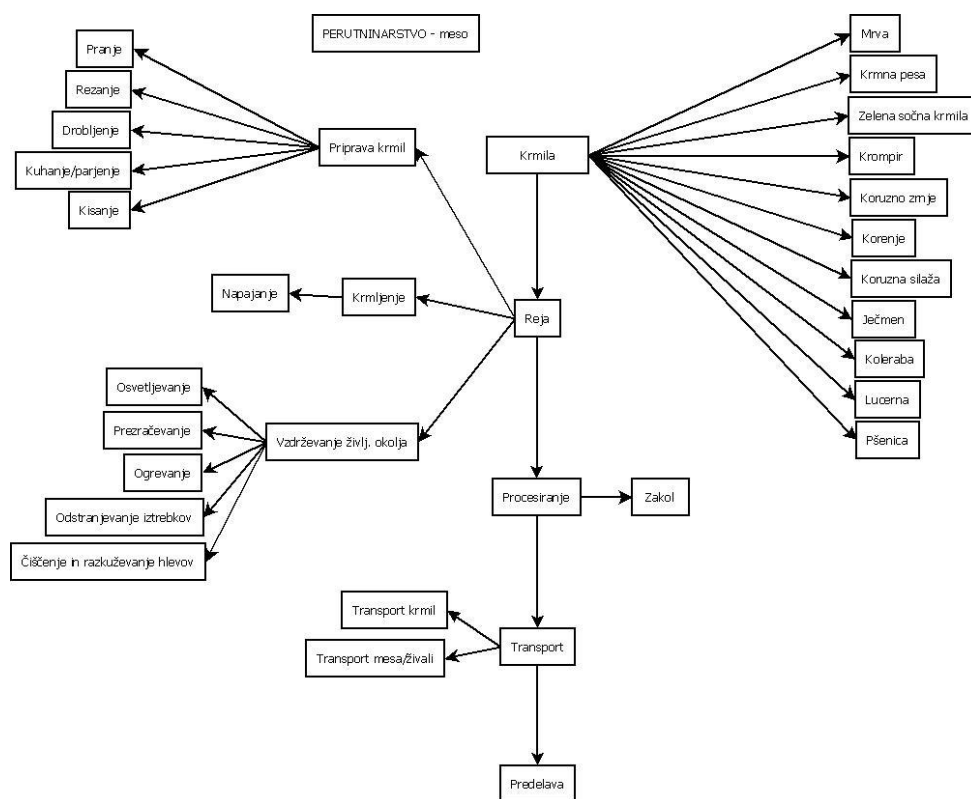 PERUTNINARSTVO - meso
Pranje
Rezanje
Drobljenje
Kuhanje/parjenje
Kisanje
Priprava krmil
Krmila
Mrva
Krmna pesa
Zelena sočna krmila
Krompir
Koruzno zrnje
Korenje
Koruzna silaža
Ječmen
Koleraba
Lucerna
Pšenica
Napajanje
Krmljenje
Reja
Osvetljevanje
Prezračevanje
Ogrevanje
Odstranjevanje iztrebkov
Čiščenje in razkuževanje hlevov
Vzdrževanje življ. okolja
Procesiranje
Zakol
Transport krmil
Transport mesa/živali
Transport
Predelava